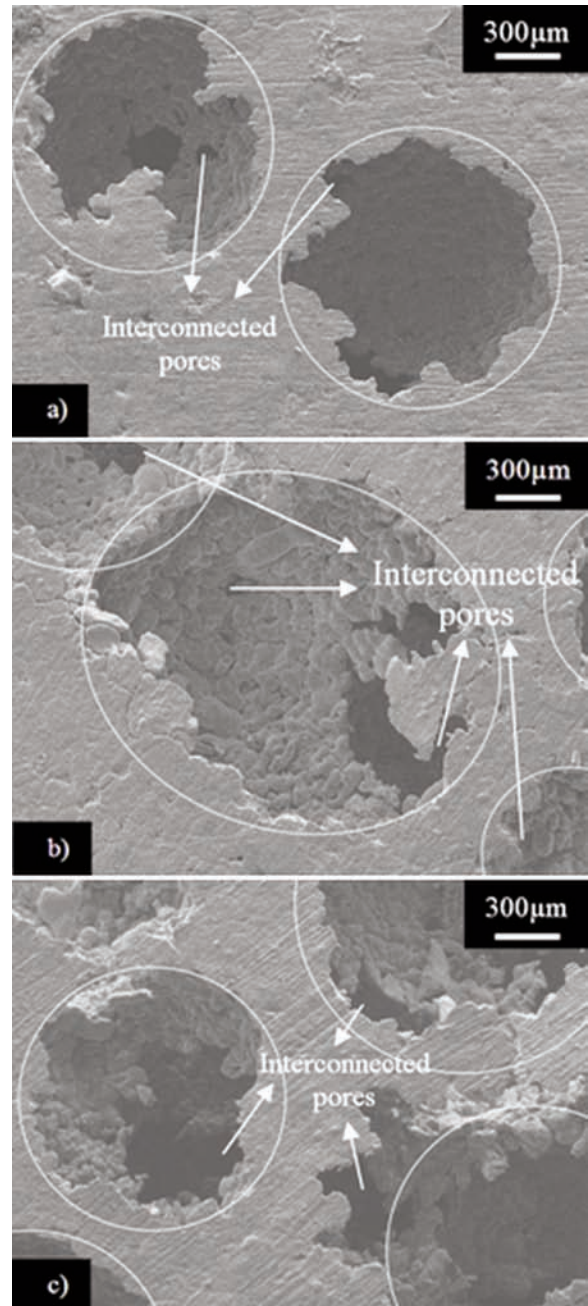 300µm
Interconnected
pores
a)
300µm
Interconnected
pores
b)
300µm
Interconnected
pores
c)